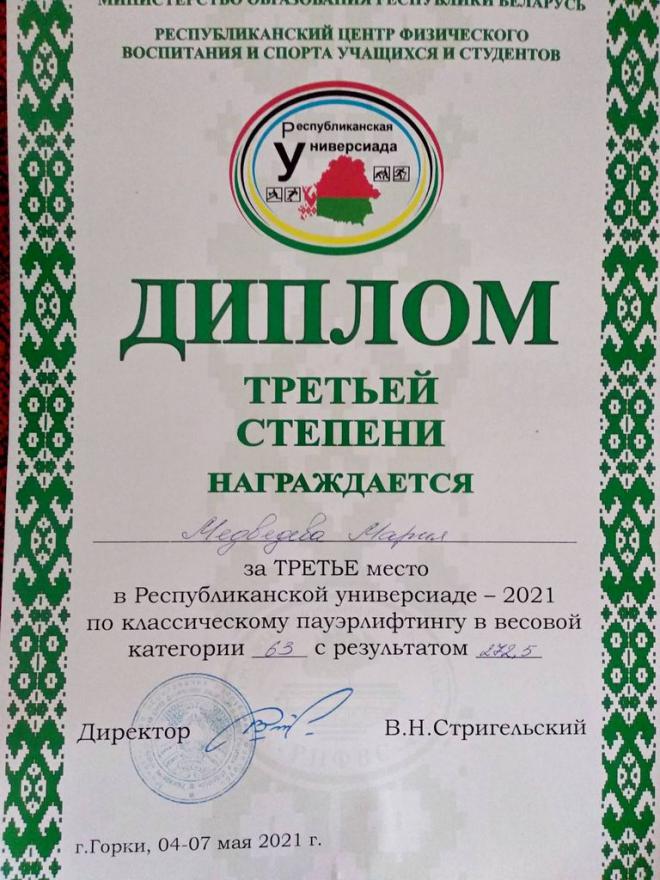 МИНИСТЕРСТВО ОБРАЗОВАНИЯ РЕСПУБЛИКИ БЕЛАРУСЬ
РЕСПУБЛИКАНСКИЙ ЦЕНТР ФИЗИЧЕСКОГО
ВОСПИТАНИЯ И СПОРТА УЧАЩИХСЯ И СТУДЕНТОВ
Республиканская
Универсиада
ДИПЛОМ
ТРЕТЬЕЙ
СТЕПЕНИ
НАГРАЖДАЕТСЯ
Медведева Мария
за ТРЕТЬЕ место
в Республиканской универсиаде – 2021
по классическому пауэрлифтингу в весовой
категории 63 с результатом 272,5
Директор В.Н.Стригельский
г.Горки, 04-07 мая 2021 г.